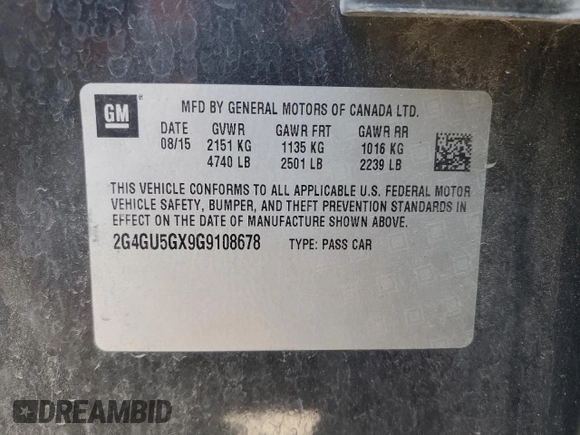 GM
MFD BY GENERAL MOTORS OF CANADA LTD.
DATE GVWR GAWR FRT GAWR RR
08/15 2151 KG 1135 KG 1016 KG
4740 LB 2501 LB 2239 LB
THIS VEHICLE CONFORMS TO ALL APPLICABLE U.S. FEDERAL MOTOR
VEHICLE SAFETY, BUMPER, AND THEFT PREVENTION STANDARDS IN
EFFECT ON THE DATE OF MANUFACTURE SHOWN ABOVE.
2G4GU5GX9G9108678 TYPE: PASS CAR
DREAMBID